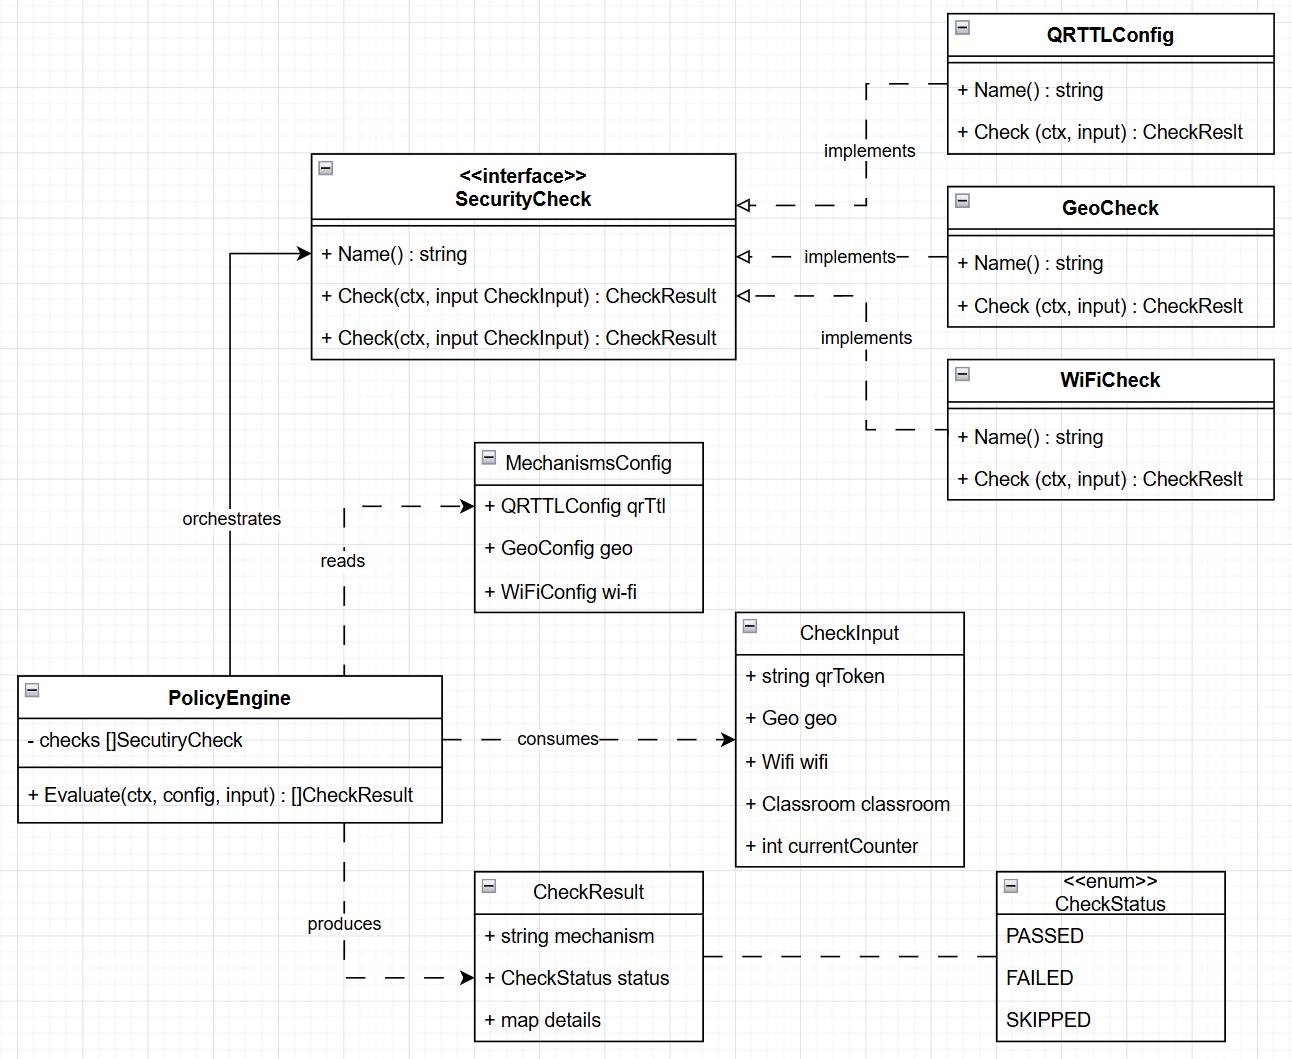 QRTTLConfig
+ Name() : string
+ Check (ctx, input) : CheckReslt
implements
<<interface>>
SecurityCheck
+ Name() : string
+ Check(ctx, input CheckInput) : CheckResult
+ Check(ctx, input CheckInput) : CheckResult
GeoCheck
+ Name() : string
+ Check (ctx, input) : CheckReslt
implements
implements
WiFiCheck
+ Name() : string
+ Check (ctx, input) : CheckReslt
MechanismsConfig
+ QRTTLConfig qrTtl
+ GeoConfig geo
+ WiFiConfig wi-fi
orchestrates
reads
CheckInput
+ string qrToken
+ Geo geo
+ Wifi wifi
+ Classroom classroom
+ int currentCounter
PolicyEngine
- checks []SecutiryCheck
+ Evaluate(ctx, config, input) : []CheckResult
consumes
produces
CheckResult
+ string mechanism
+ CheckStatus status
+ map details
<<enum>>
CheckStatus
PASSED
FAILED
SKIPPED